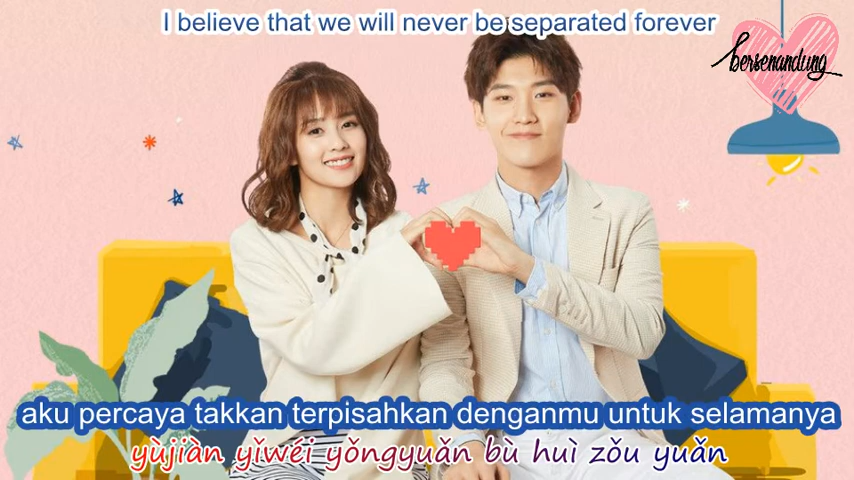 I believe that we will never be separated forever
bersenandung
aku percaya takkan terpisahkan denganmu untuk selamanya
yùjiàn yǐwéi yǒngyuǎn bù huì zǒu yuǎn